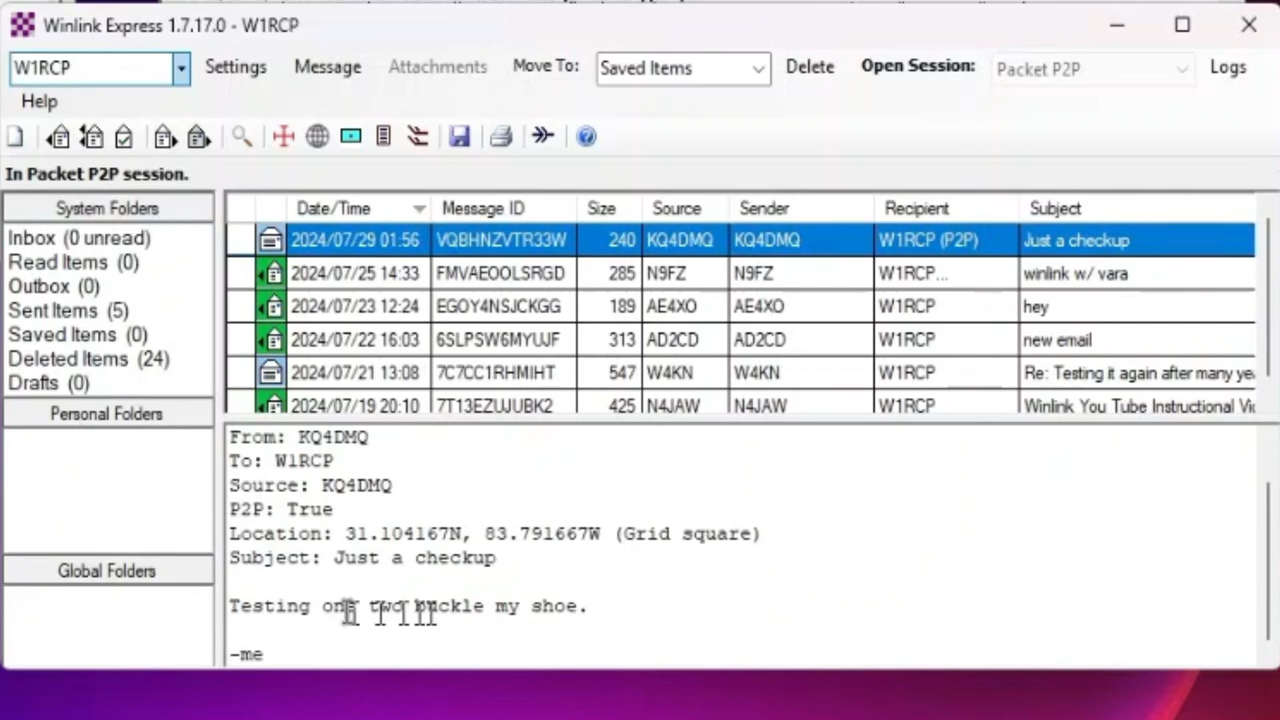 Winlink Express 1.7.17.0 - W1RCP
W1RCP Settings Message Attachments Move To: Saved Items Delete Open Session: Packet P2P Logs
Help
In Packet P2P session.
System Folders
Inbox (0 unread)
Read Items (0)
Outbox (0)
Sent Items (5)
Saved Items (0)
Deleted Items (24)
Drafts (0)
Personal Folders
Global Folders
Date/Time Message ID Size Source Sender Recipient Subject
2024/07/29 01:56 VQBHNZVTR33W 240 KQ4DMQ KQ4DMQ W1RCP (P2P) Just a checkup
2024/07/25 14:33 FMVAEOOLSRGD 285 N9FZ N9FZ W1RCP... winlink w/ vara
2024/07/23 12:24 EGOY4NSJCKGG 189 AE4XO AE4XO W1RCP hey
2024/07/22 16:03 6SLPSW6MYUJF 313 AD2CD AD2CD W1RCP new email
2024/07/21 13:08 7C7CC1RHMIHT 547 W4KN W4KN W1RCP Re: Testing it again after many ye
2024/07/19 20:10 7T13EZUJUBK2 425 N4JAW N4JAW W1RCP Winlink You Tube Instructional Vi
From: KQ4DMQ
To: W1RCP
Source: KQ4DMQ
P2P: True
Location: 31.104167N, 83.791667W (Grid square)
Subject: Just a checkup
Testing one two buckle my shoe.
-me